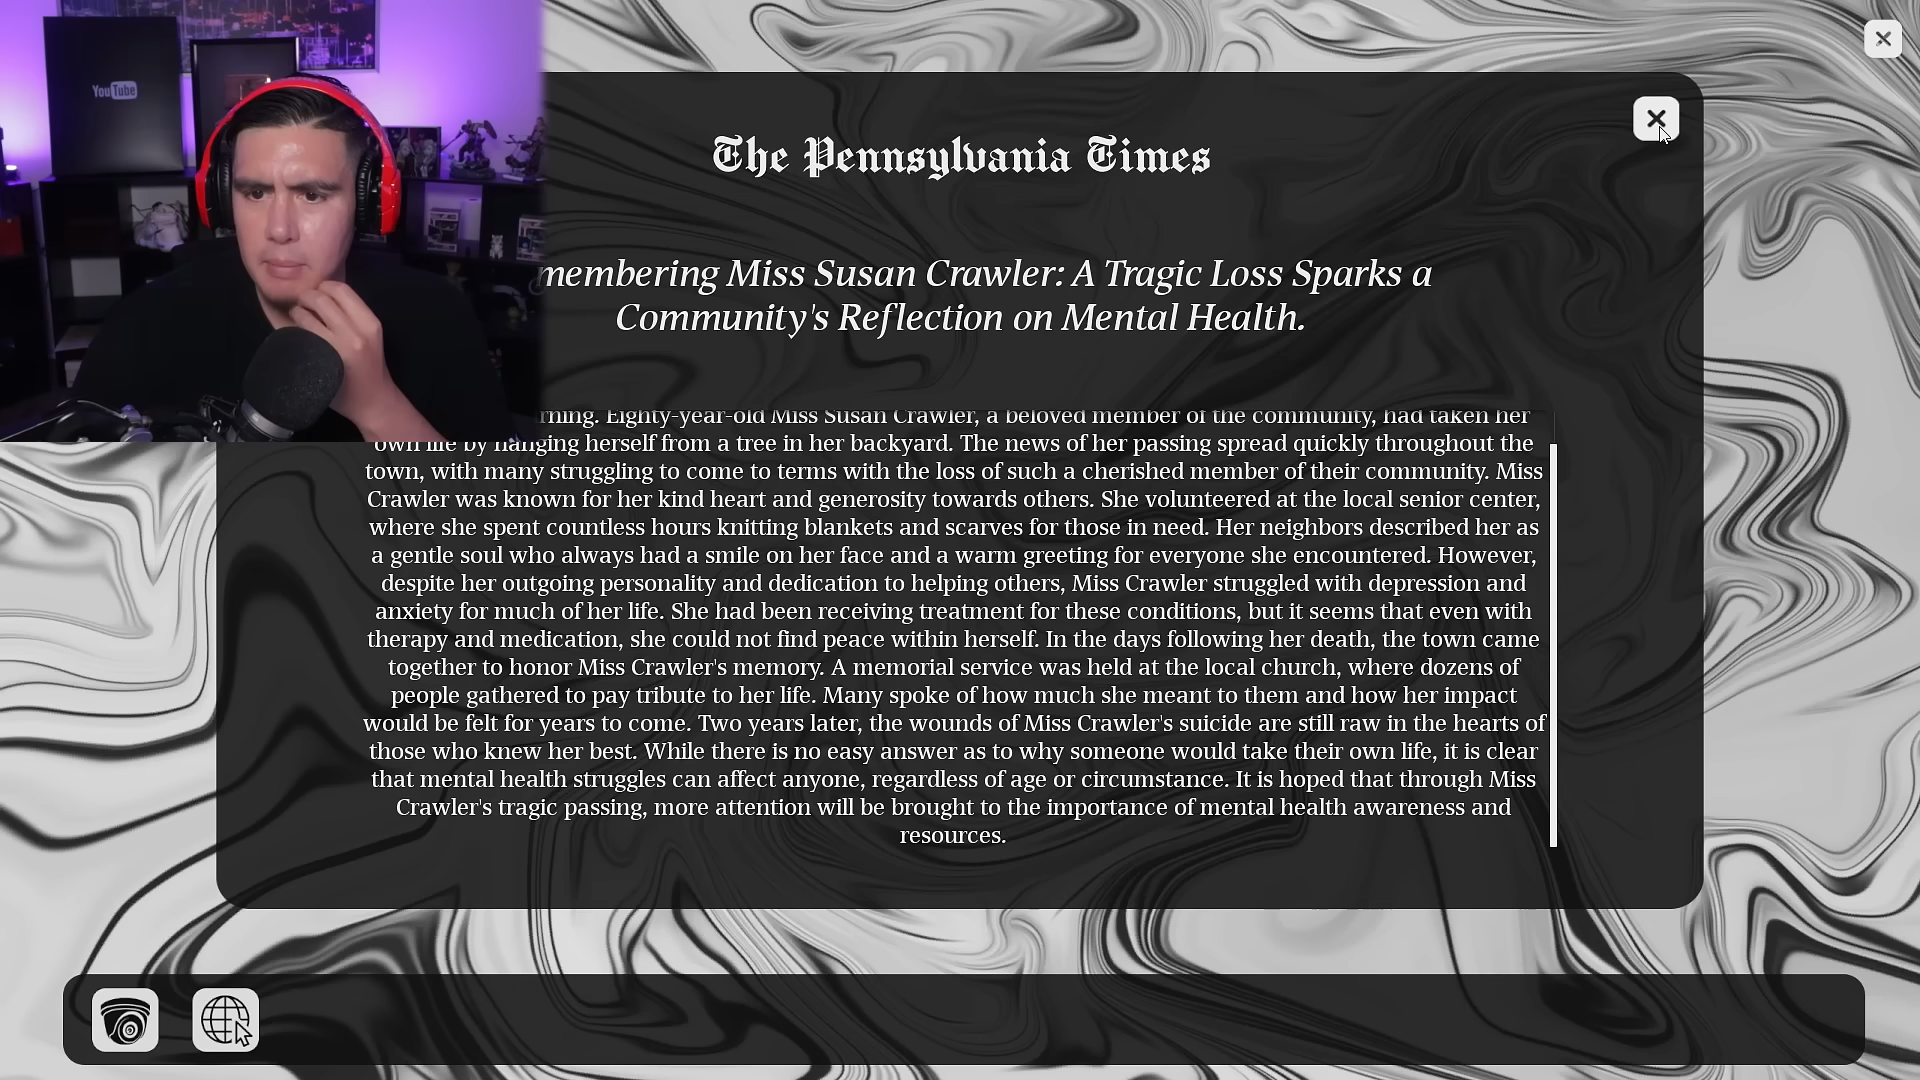 YouTube
The Pennsylvania Times
membering Miss Susan Crawler: A Tragic Loss Sparks a
Community's Reflection on Mental Health.
rning. Eighty-year-old Miss Susan Crawler, a beloved member of the community, had taken her
own life by hanging herself from a tree in her backyard. The news of her passing spread quickly throughout the
town, with many struggling to come to terms with the loss of such a cherished member of their community. Miss
Crawler was known for her kind heart and generosity towards others. She volunteered at the local senior center,
where she spent countless hours knitting blankets and scarves for those in need. Her neighbors described her as
a gentle soul who always had a smile on her face and a warm greeting for everyone she encountered. However,
despite her outgoing personality and dedication to helping others, Miss Crawler struggled with depression and
anxiety for much of her life. She had been receiving treatment for these conditions, but it seems that even with
therapy and medication, she could not find peace within herself. In the days following her death, the town came
together to honor Miss Crawler's memory. A memorial service was held at the local church, where dozens of
people gathered to pay tribute to her life. Many spoke of how much she meant to them and how her impact
would be felt for years to come. Two years later, the wounds of Miss Crawler's suicide are still raw in the hearts of
those who knew her best. While there is no easy answer as to why someone would take their own life, it is clear
that mental health struggles can affect anyone, regardless of age or circumstance. It is hoped that through Miss
Crawler's tragic passing, more attention will be brought to the importance of mental health awareness and
resources.